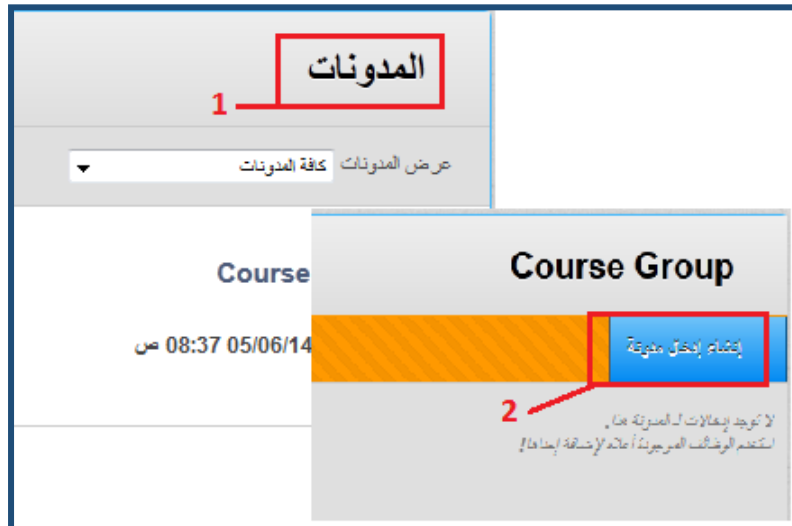 المدونات
1
عرض المدونات كافة المدونات
Course
08:37 05/06/14 ص
Course Group
إنشاء إدخال مدونة
2
لا توجد إدخالات لـ المدونة هنا.
استخدم الوظائف الموجودة أعلاه لإضافة إحداها!